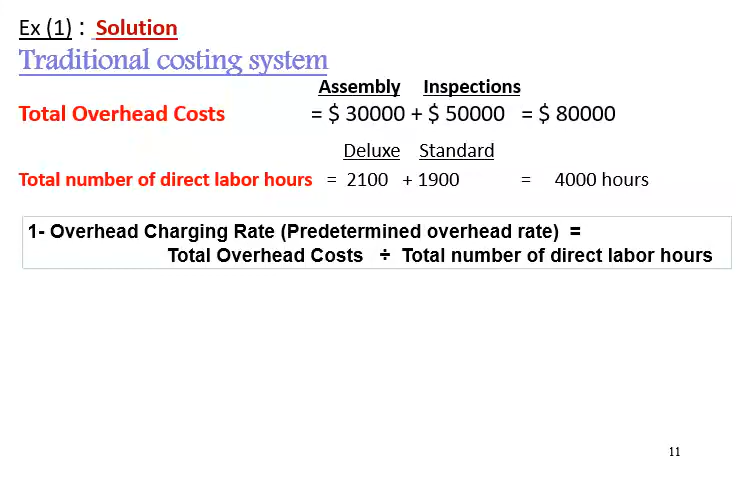 Ex (1) : Solution
Traditional costing system
Assembly Inspections
Total Overhead Costs = $ 30000 + $ 50000 = $ 80000
Deluxe Standard
Total number of direct labor hours = 2100 + 1900 = 4000 hours
1- Overhead Charging Rate (Predetermined overhead rate) =
Total Overhead Costs ÷ Total number of direct labor hours
11